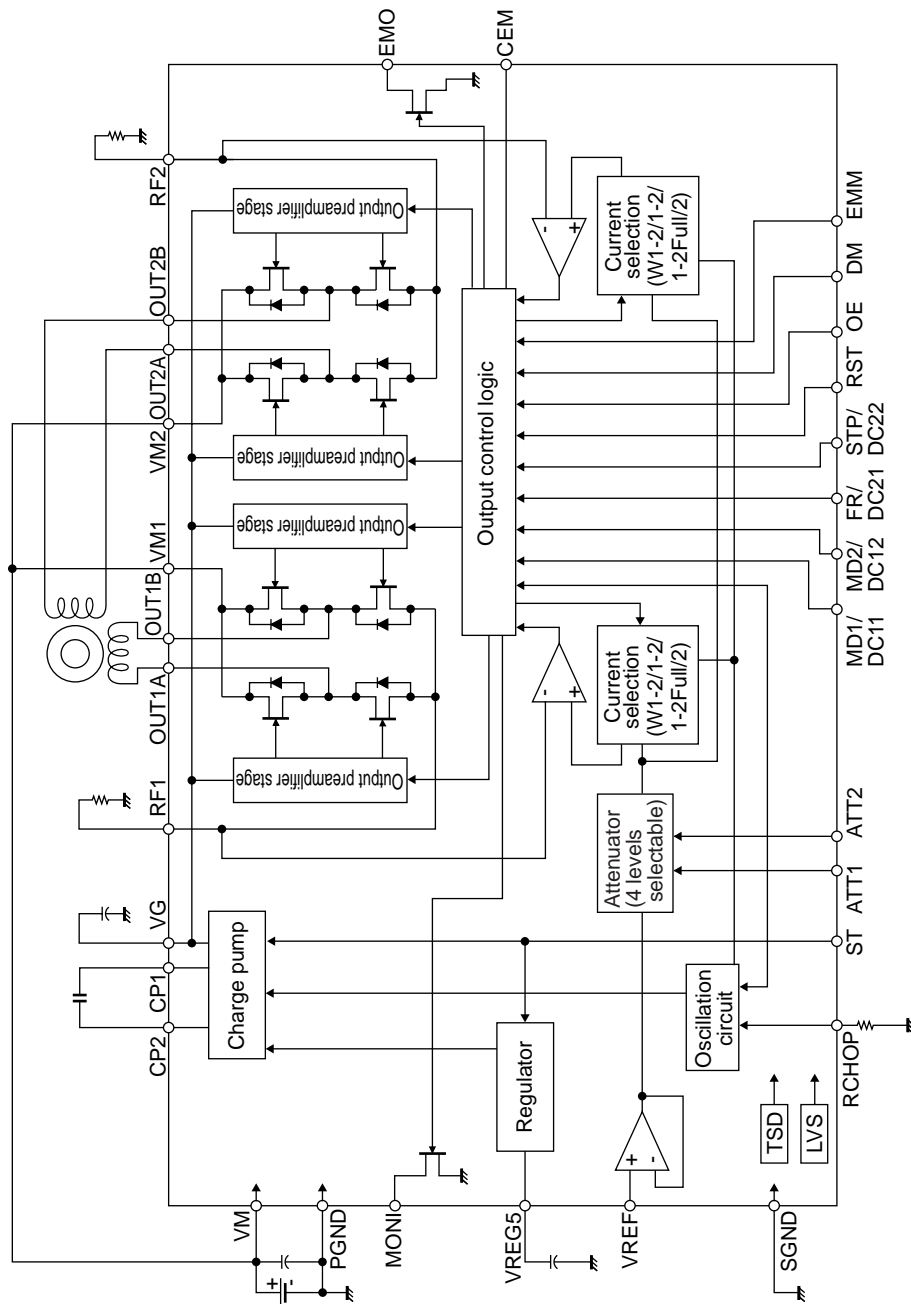 VM
PGND
MONI
VREG5
VREF
SGND
+
-
CP2
CP1
VG
RF1
OUT1A
OUT1B
VM1
VM2
OUT2A
OUT2B
RF2
EMO
CEM
Charge pump
Regulator
+
-
TSD
LVS
Oscillation
circuit
Attenuator
(4 levels
selectable)
Current
selection
(W1-2/1-2/
1-2Full/2)
-
+
Output preamplifier stage
Output preamplifier stage
Output preamplifier stage
Output preamplifier stage
Output control logic
-
+
Current
selection
(W1-2/1-2/
1-2Full/2)
RCHOP
ST
ATT1
ATT2
MD1/
DC11
MD2/
DC12
FR/
DC21
STP/
DC22
RST
OE
DM
EMM